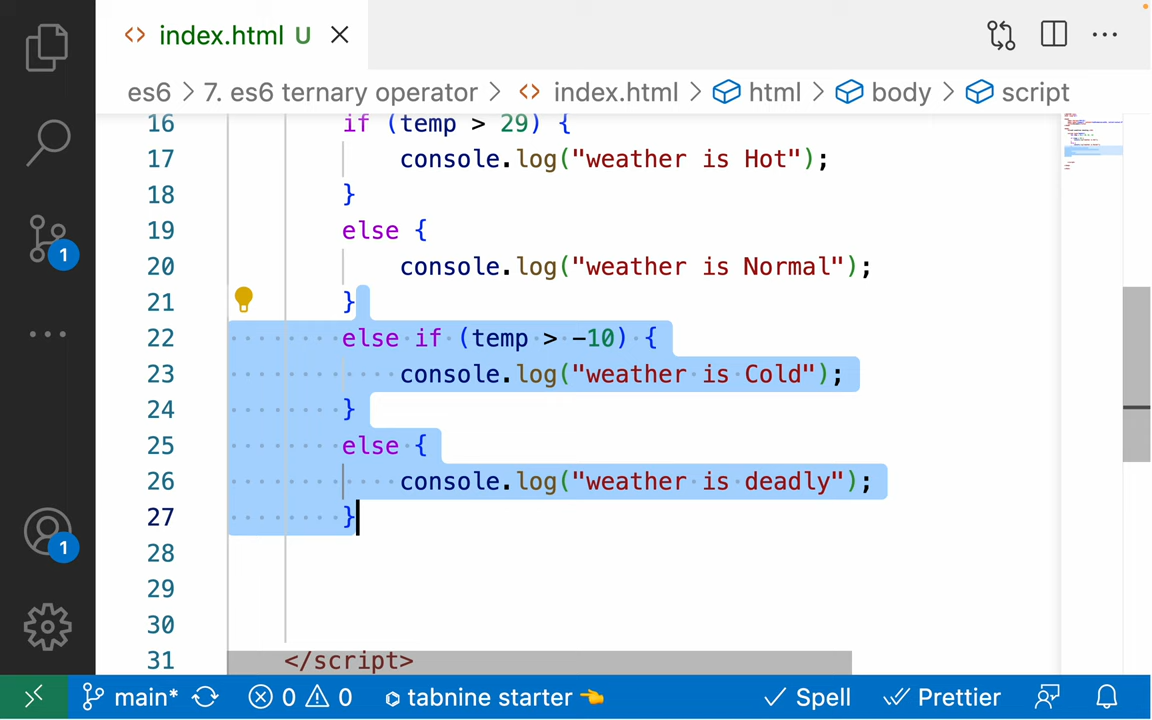 index.html U
es6 > 7. es6 ternary operator > index.html > html > body > script
16 if (temp > 29) {
17 console.log("weather is Hot");
18 }
19 else {
20 console.log("weather is Normal");
21 }
22 else if (temp > -10) {
23 console.log("weather is Cold");
24 }
25 else {
26 console.log("weather is deadly");
27 }
28
29
30
31 </script>
1
1
main* 0 0 tabnine starter 👈 Spell Prettier